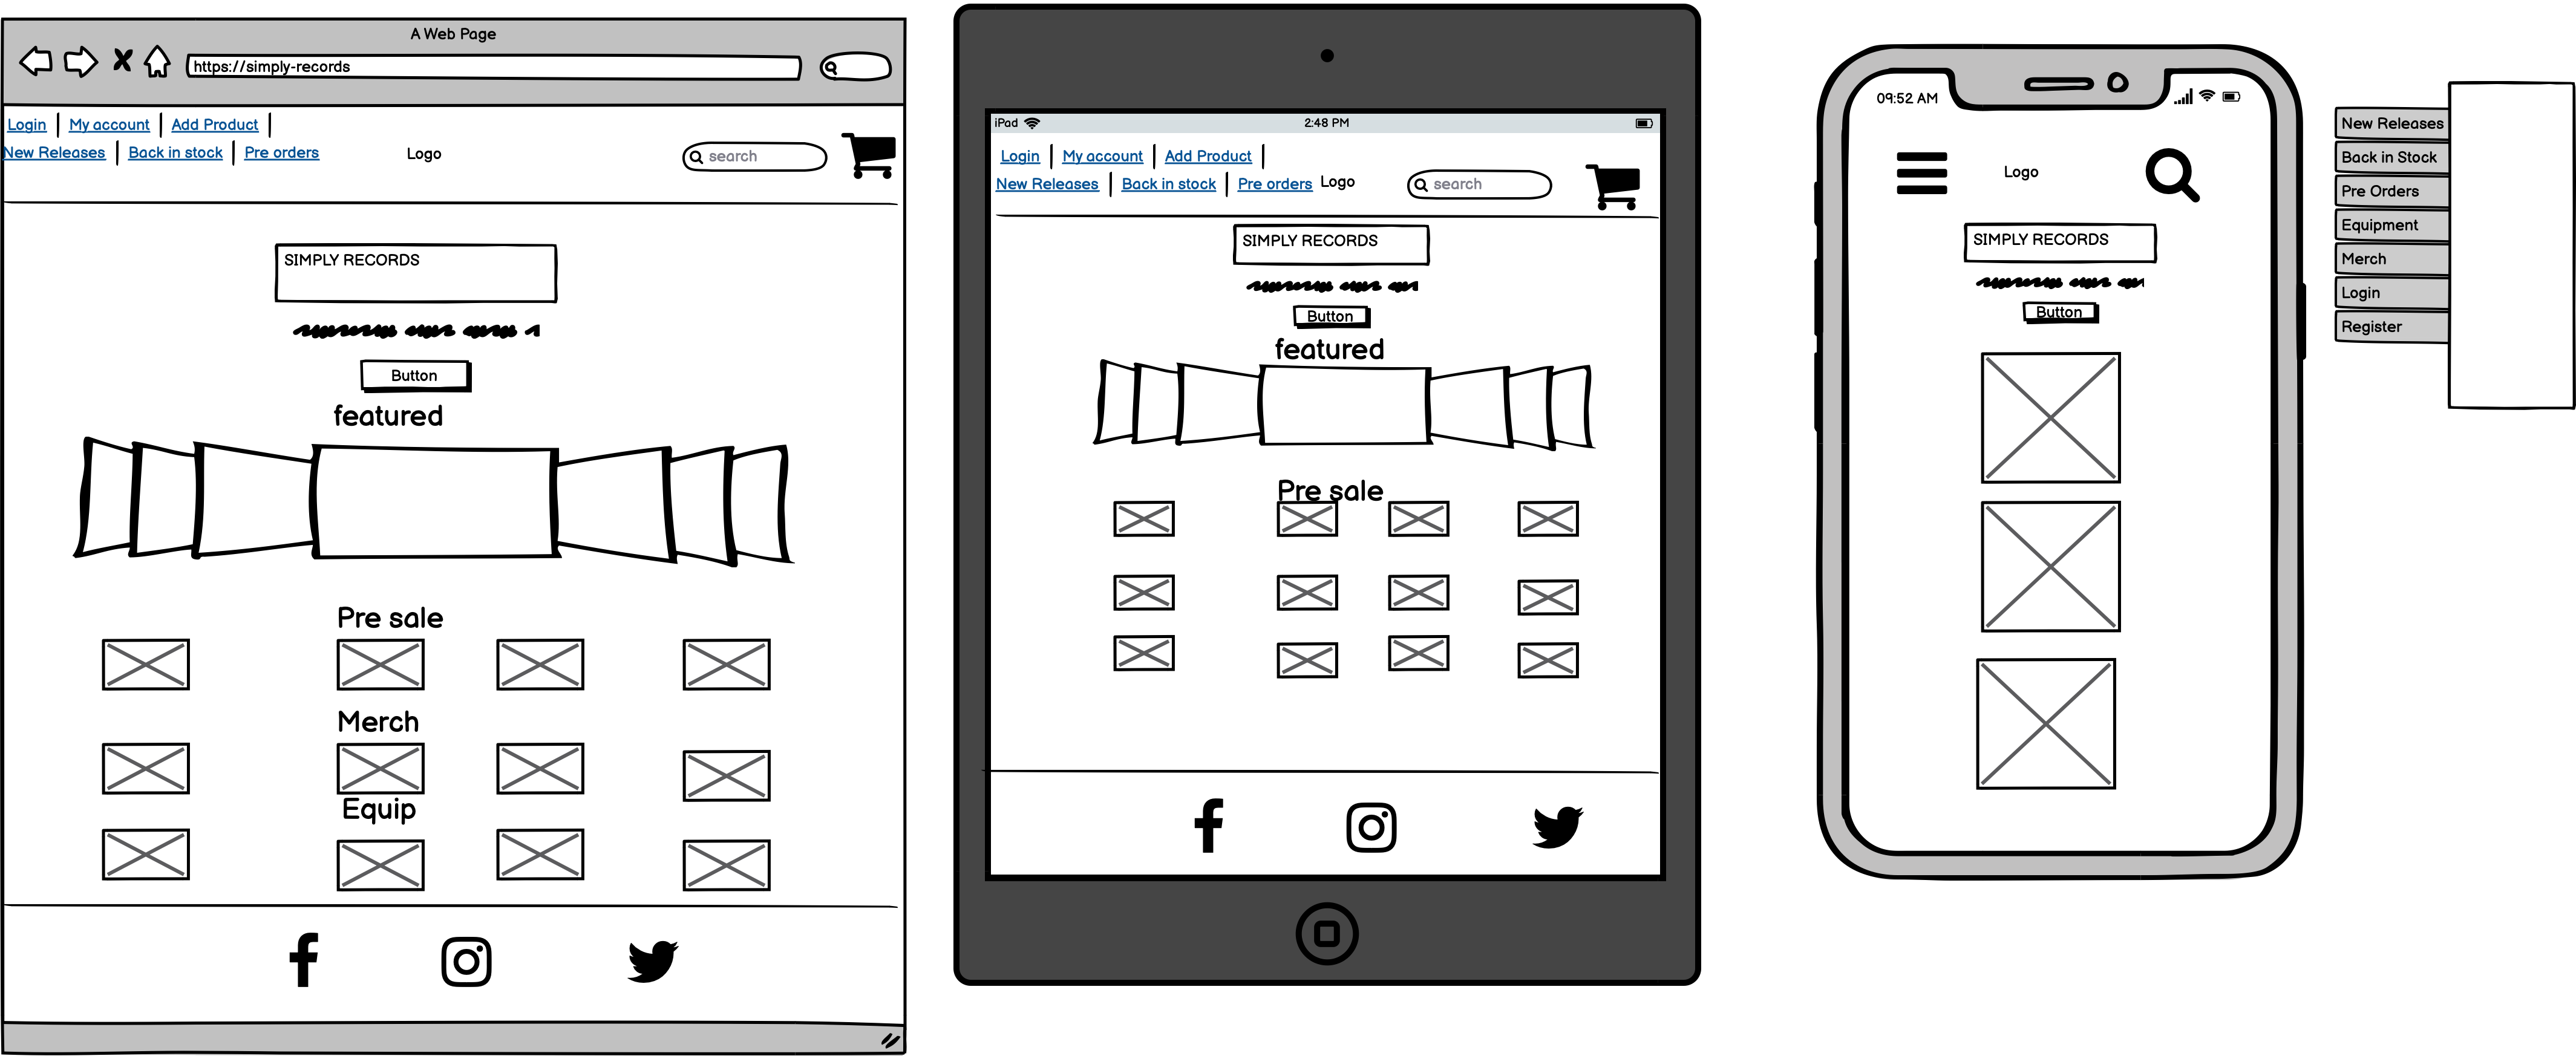 A Web Page
https://simply-records
Login | My account | Add Product |
New Releases | Back in stock | Pre orders
Logo
search
SIMPLY RECORDS
Button
featured
Pre sale
Merch
Equip
iPad
2:48 PM
Login | My account | Add Product |
New Releases | Back in stock | Pre orders
Logo
search
SIMPLY RECORDS
Button
featured
Pre sale
09:52 AM
Logo
SIMPLY RECORDS
Button
New Releases
Back in Stock
Pre Orders
Equipment
Merch
Login
Register